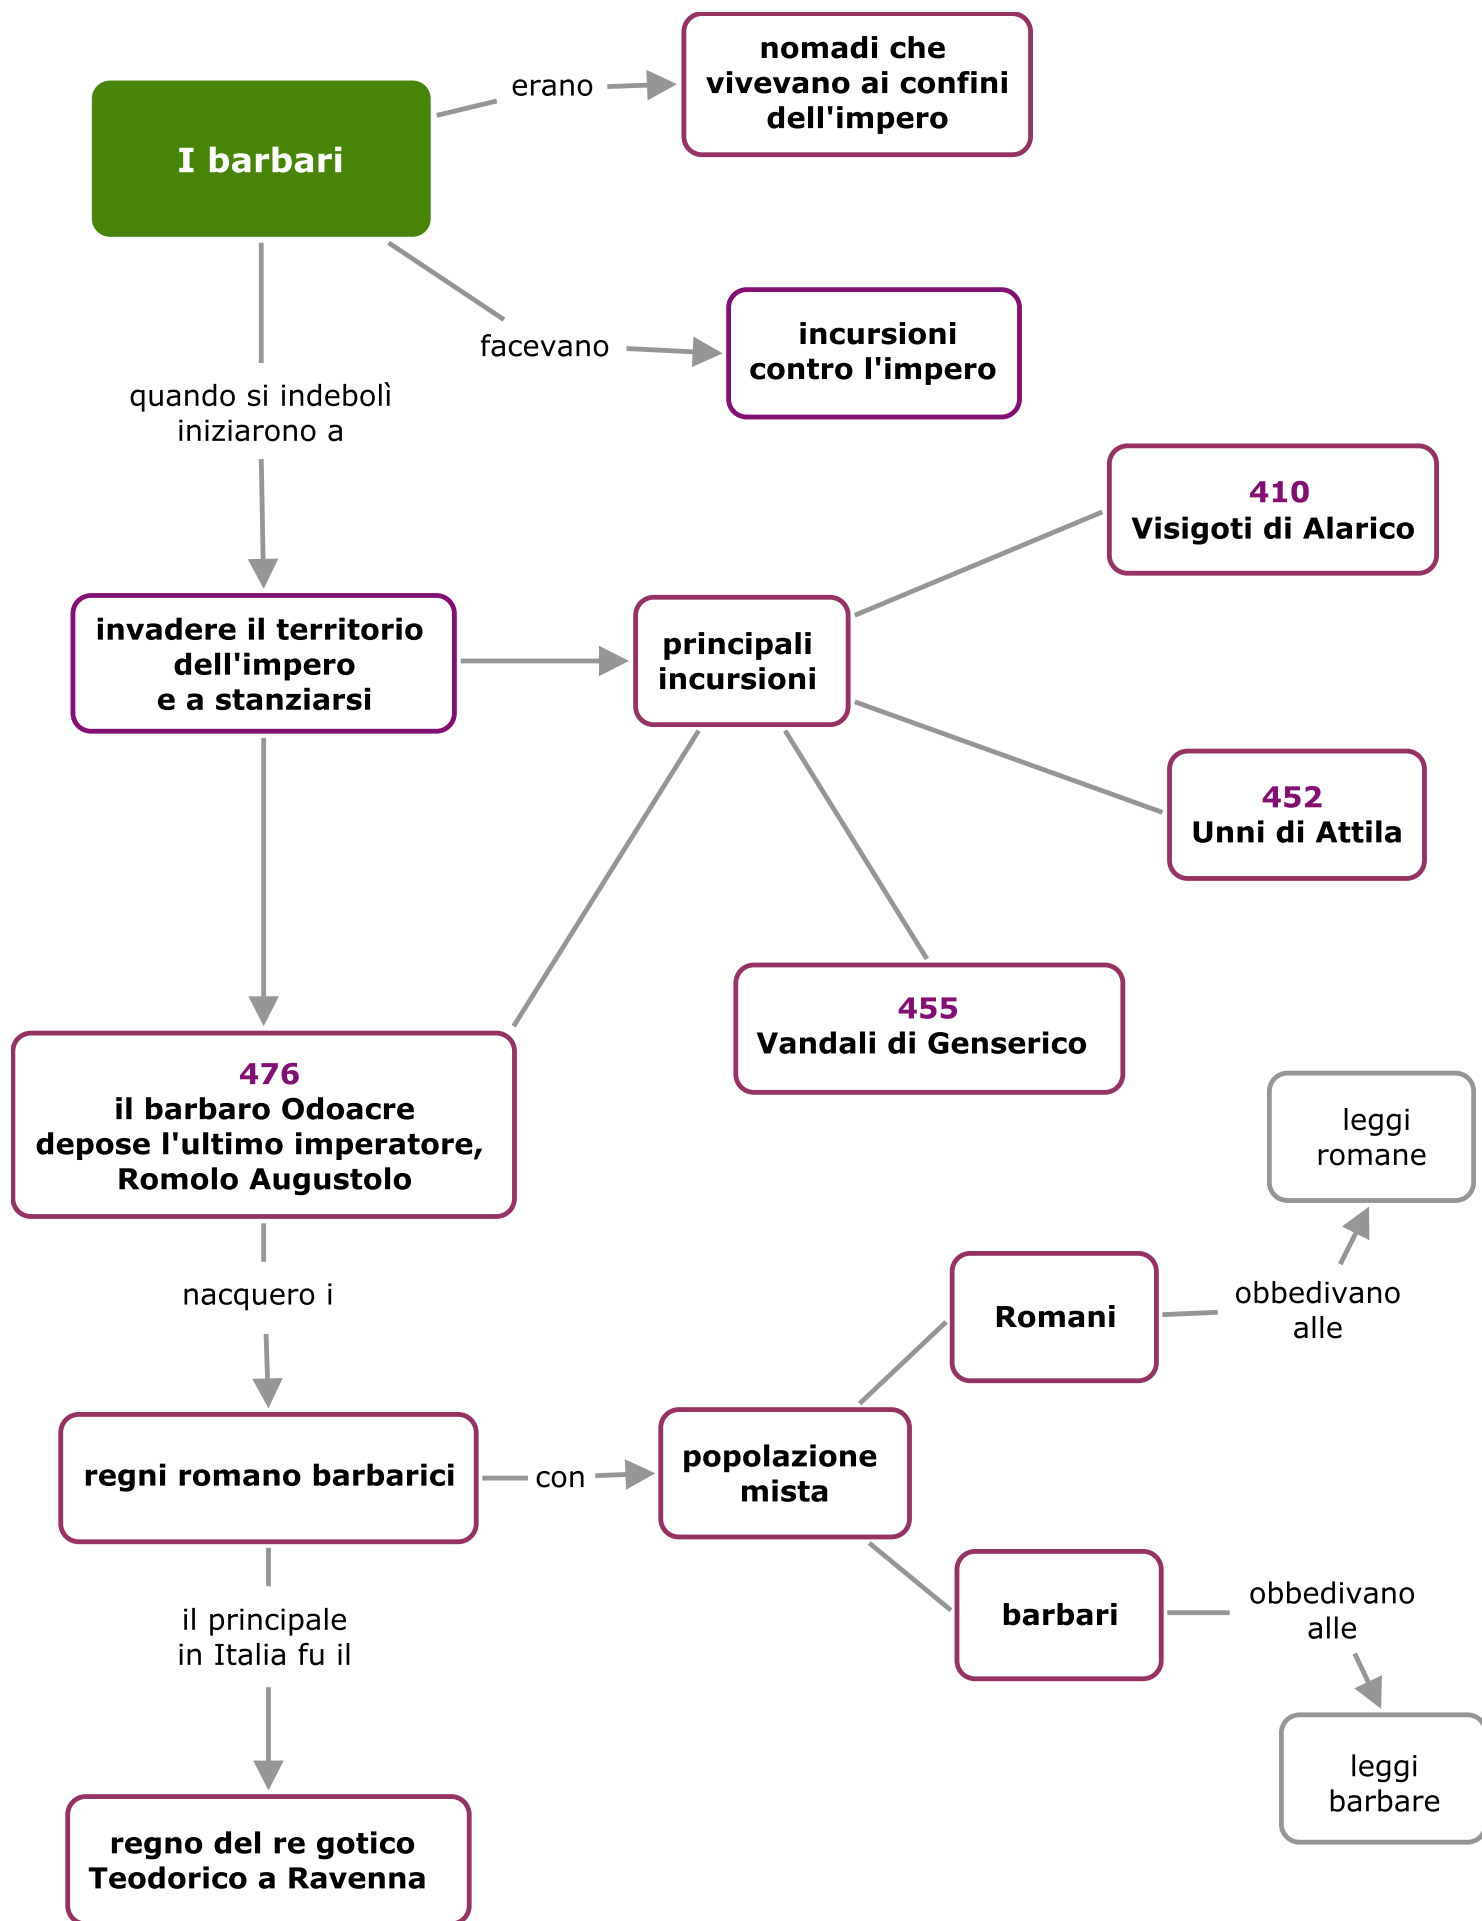 I barbari
erano
nomadi che
vivevano ai confini
dell'impero
facevano
incursioni
contro l'impero
quando si indebolì
iniziarono a
invadere il territorio
dell'impero
e a stanziarsi
principali
incursioni
410
Visigoti di Alarico
452
Unni di Attila
455
Vandali di Genserico
476
il barbaro Odoacre
depose l'ultimo imperatore,
Romolo Augustolo
nacquero i
regni romano barbarici
con
popolazione
mista
Romani
obbedivano
alle
leggi
romane
barbari
obbedivano
alle
leggi
barbare
il principale
in Italia fu il
regno del re gotico
Teodorico a Ravenna